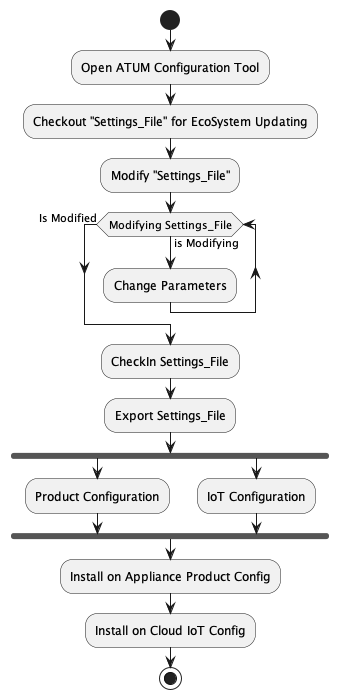 Open ATUM Configuration Tool
Checkout "Settings_File" for EcoSystem Updating
Modify "Settings_File"
Is Modified
Modifying Settings_File
is Modifying
Change Parameters
CheckIn Settings_File
Export Settings_File
Product Configuration
IoT Configuration
Install on Appliance Product Config
Install on Cloud IoT Config